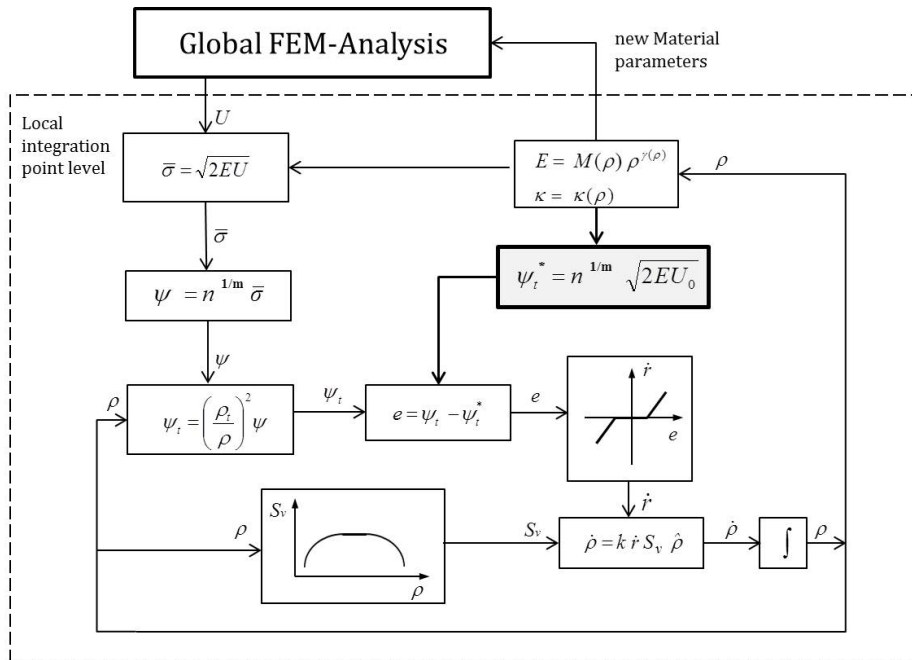 Global FEM-Analysis
new Material
parameters
Local
integration
point level
U
σ̅ = √2EU
E = M(ρ) ρ^γ(ρ)
κ = κ(ρ)
ρ
σ̅
ψ = n^1/m σ̅
ψ_t^* = n^1/m √2EU_0
ψ
ρ
ψ_t = (ρ_t/ρ)^2 ψ
ψ_t
e = ψ_t − ψ_t^*
e
ṙ
e
ṙ
ρ
S_v
ρ
S_v
ρ̇ = k ṙ S_v ρ̂
ρ̇
∫
ρ